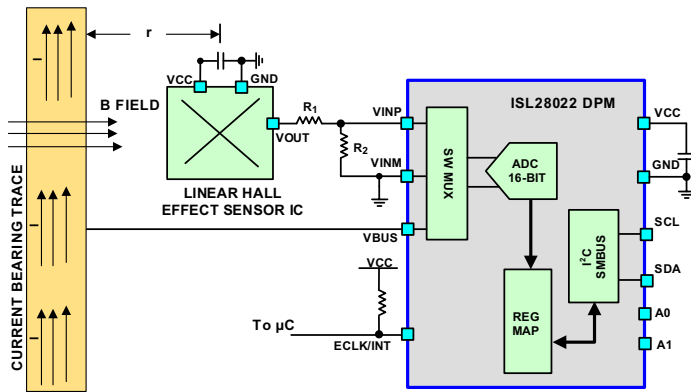 r
I
VCC
GND
B FIELD
VOUT
R1
R2
LINEAR HALL
EFFECT SENSOR IC
CURRENT BEARING TRACE
I
I
VCC
To µC
ECLK/INT
VINP
VINM
VBUS
ISL28022 DPM
SW MUX
ADC
16-BIT
REG
MAP
I²C
SMBUS
VCC
GND
SCL
SDA
A0
A1